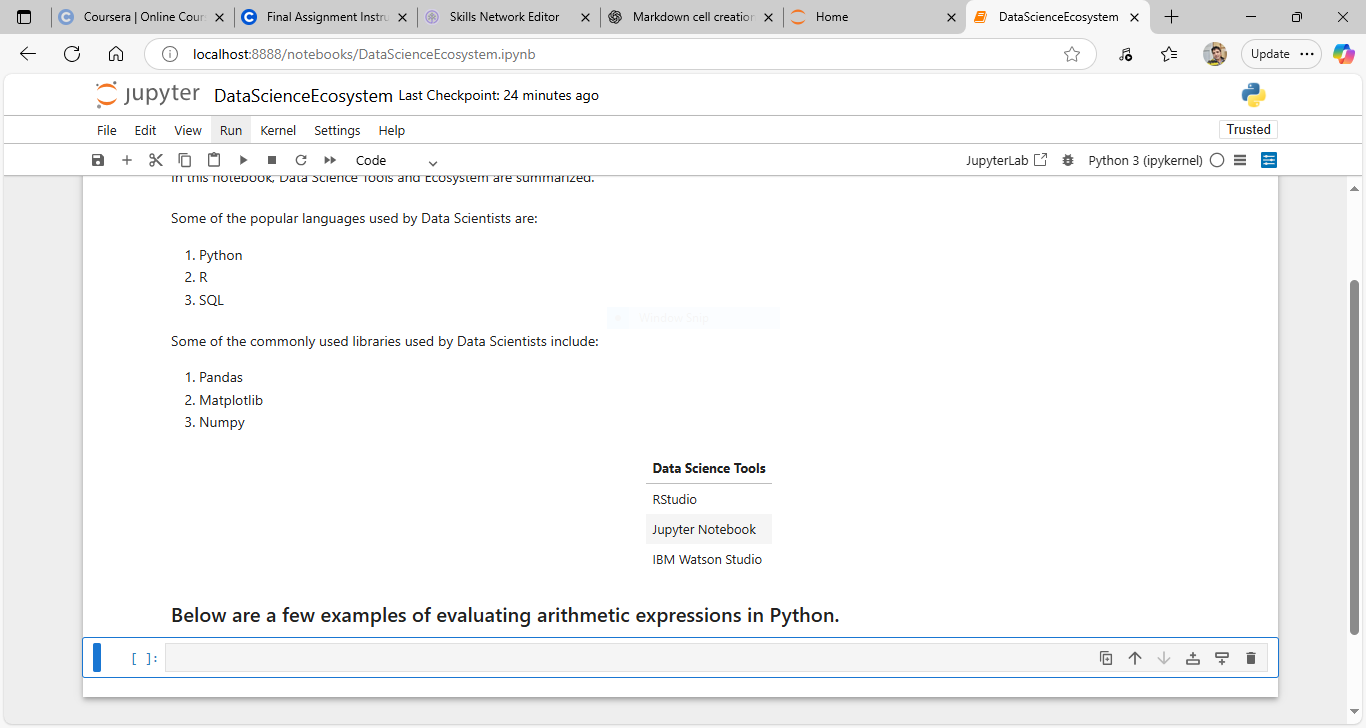 Coursera | Online Cour
Final Assignment Instru
Skills Network Editor
Markdown cell creation
Home
DataScienceEcosystem
localhost:8888/notebooks/DataScienceEcosystem.ipynb
Update
jupyter DataScienceEcosystem Last Checkpoint: 24 minutes ago
File Edit View Run Kernel Settings Help
Trusted
Code
JupyterLab
Python 3 (ipykernel)
In this notebook, Data Science Tools and Ecosystem are summarized.
Some of the popular languages used by Data Scientists are:
1. Python
2. R
3. SQL
Window Snip
Some of the commonly used libraries used by Data Scientists include:
1. Pandas
2. Matplotlib
3. Numpy
Data Science Tools
RStudio
Jupyter Notebook
IBM Watson Studio
Below are a few examples of evaluating arithmetic expressions in Python.
[ ]: